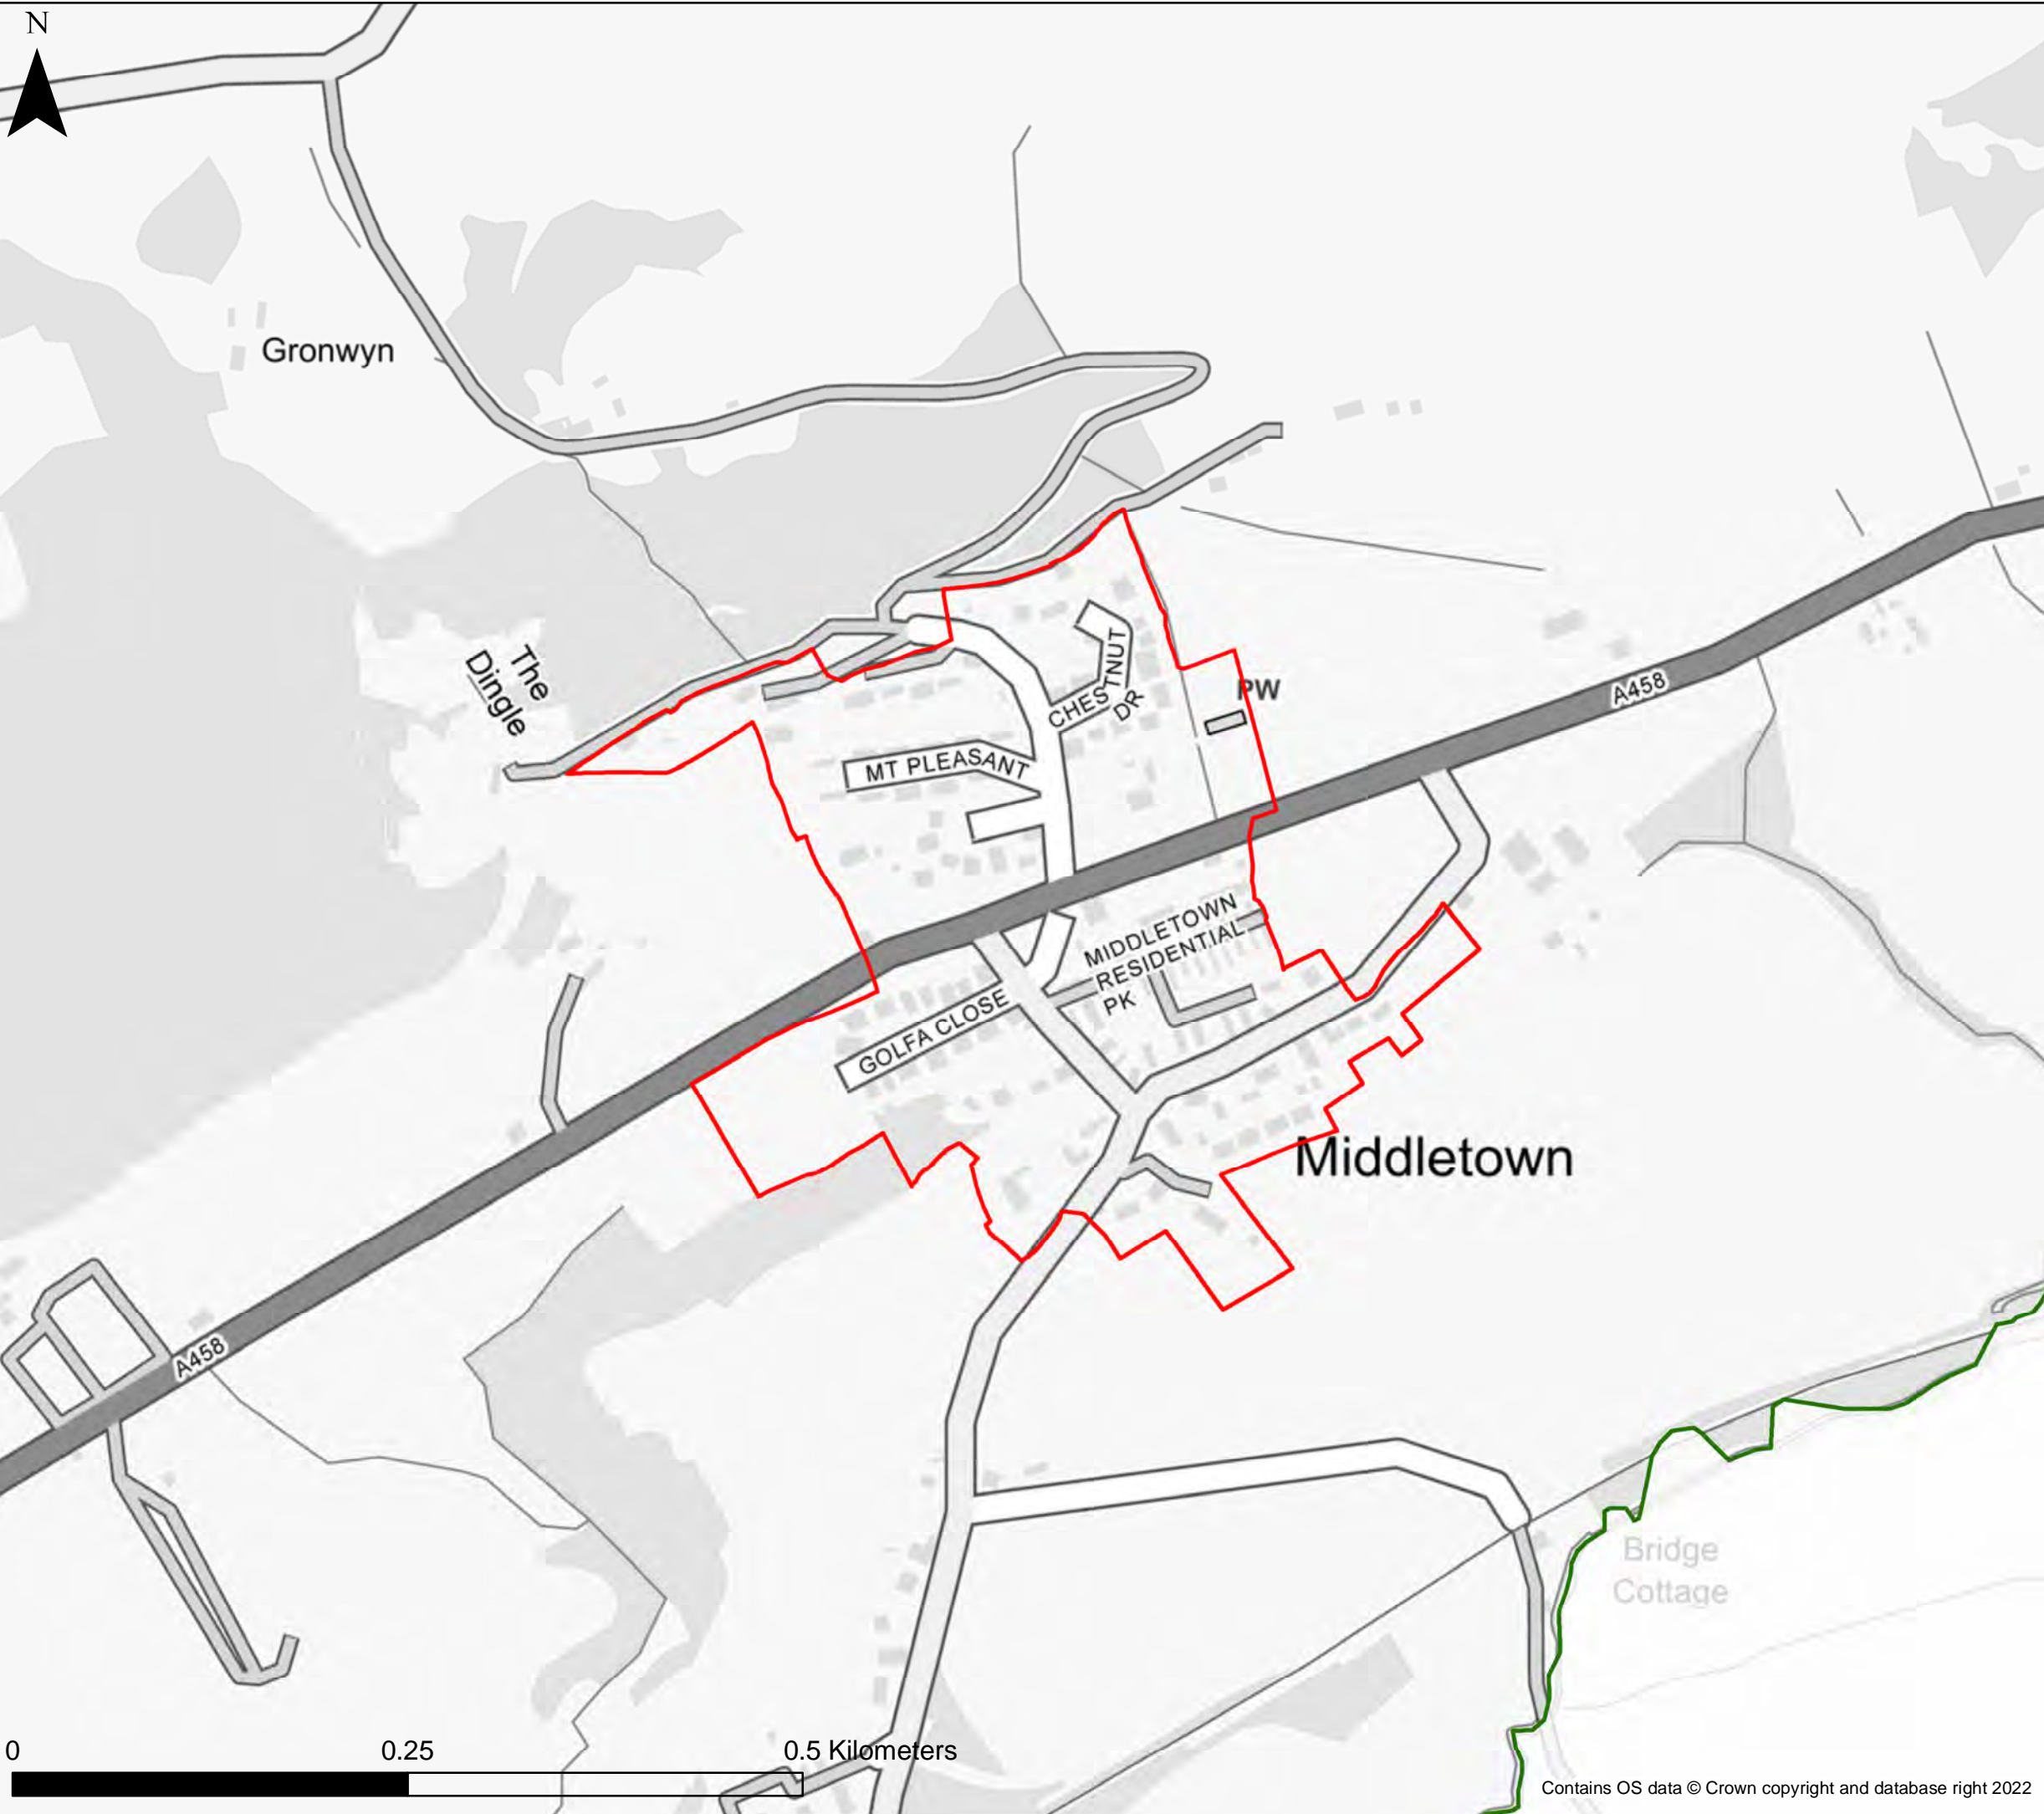 N
Gronwyn
The
Dingle
CHESTNUT
DR
PW
A458
MT PLEASANT
MIDDLETOWN
RESIDENTIAL
PK
GOLFA CLOSE
Middletown
A458
Bridge
Cottage
0 0.25 0.5 Kilometers
Contains OS data © Crown copyright and database right 2022